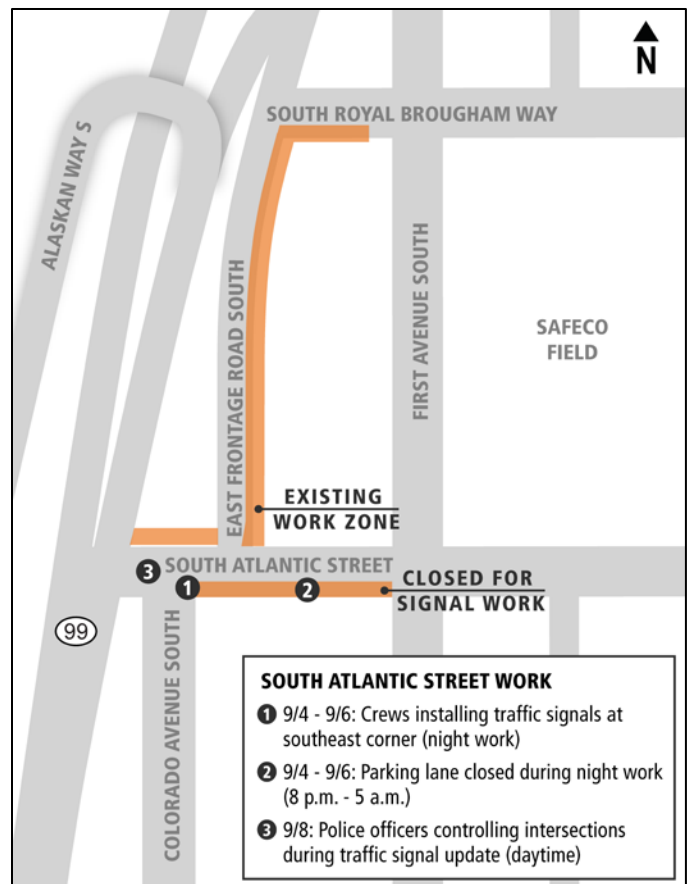 N
SOUTH ROYAL BROUGHAM WAY
ALASKAN WAY S
EAST FRONTAGE ROAD SOUTH
FIRST AVENUE SOUTH
SAFECO
FIELD
EXISTING
WORK ZONE
3 SOUTH ATLANTIC STREET
1
2
CLOSED FOR
SIGNAL WORK
99
COLORADO AVENUE SOUTH
SOUTH ATLANTIC STREET WORK
1 9/4 - 9/6: Crews installing traffic signals at
southeast corner (night work)
2 9/4 - 9/6: Parking lane closed during night work
(8 p.m. - 5 a.m.)
3 9/8: Police officers controlling intersections
during traffic signal update (daytime)